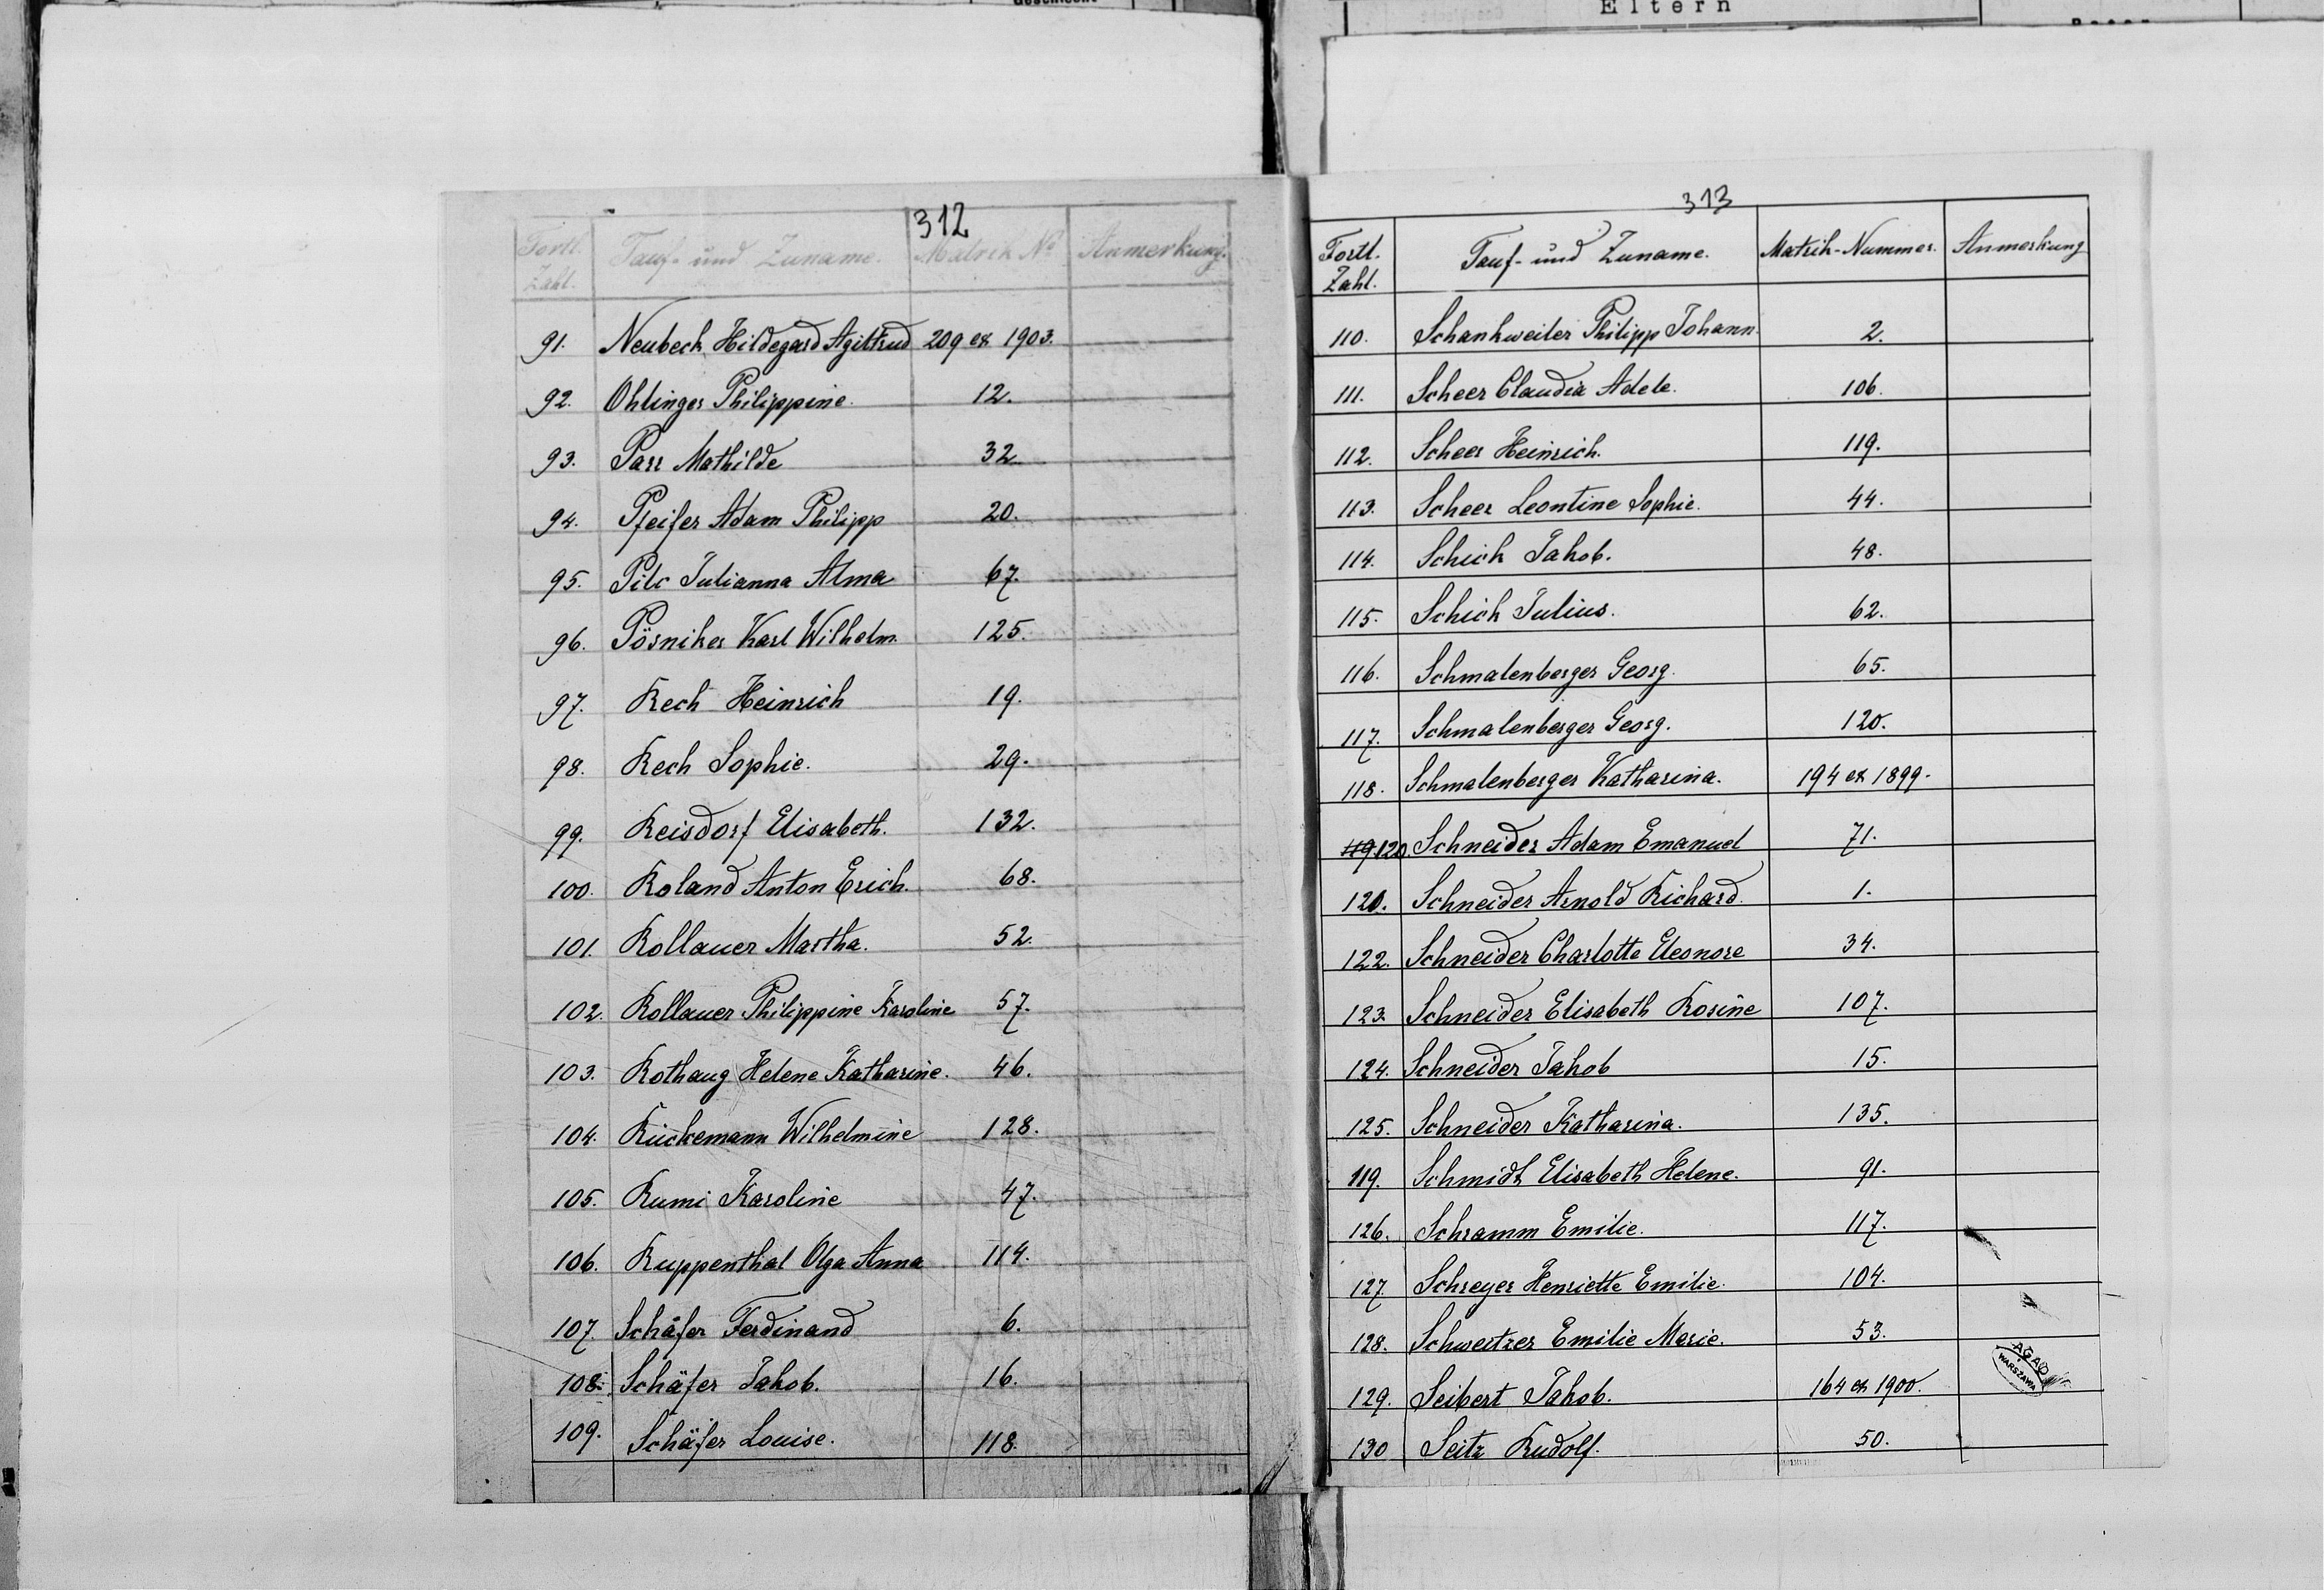 Geschlecht
Eltern
312
Fortl. Zahl. Tauf- und Zuname. Matrik No Anmerkung.
91. Neubeck Hildegard Agiltrud 209 ex 1903.
92. Ohlinger Philippine. 12.
93. Parr Mathilde 32.
94. Pfeifer Adam Philipp 20.
95. Pilc Julianna Alma 67.
96. Pösniker Karl Wilhelm. 125.
97. Rech Heinrich 19.
98. Rech Sophie. 29.
99. Reisdorf Elisabeth. 132.
100. Roland Anton Erich. 68.
101. Rollauer Martha. 52.
102. Rollauer Philippine Karoline 57.
103. Rothaug Helene Katharine. 46.
104. Rückemann Wilhelmine 128.
105. Rumi Karoline 47.
106. Ruppenthal Olga Anna 114.
107. Schäfer Ferdinand 6.
108. Schäfer Jakob. 16.
109. Schäfer Louise. 118.
313
Fortl. Zahl. Tauf- und Zuname. Matrik-Nummer. Anmerkung
110. Schankweiler Philipp Johann. 2.
111. Scheer Claudia Adele. 106.
112. Scheer Heinrich. 119.
113. Scheer Leontine Sophie. 44.
114. Schick Jakob. 48.
115. Schick Julius. 62.
116. Schmalenberger Georg. 65.
117. Schmalenberger Georg. 120.
118. Schmalenberger Katharina. 194 ex 1899.
119 120. Schneider Adam Emanuel 71.
121. Schneider Arnold Richard. 1.
122. Schneider Charlotte Eleonore 34.
123. Schneider Elisabeth Rosine 107.
124. Schneider Jakob 15.
125. Schneider Katharina. 135.
119. Schmidt Elisabeth Helene. 91.
126. Schramm Emilie. 117.
127. Schreyer Henriette Emilie. 104.
128. Schweitzer Emilie Merie. 53.
129. Seibert Jakob. 164 ex 1900.
130 Seitz Rudolf. 50.
AGAD
WARSZAWA